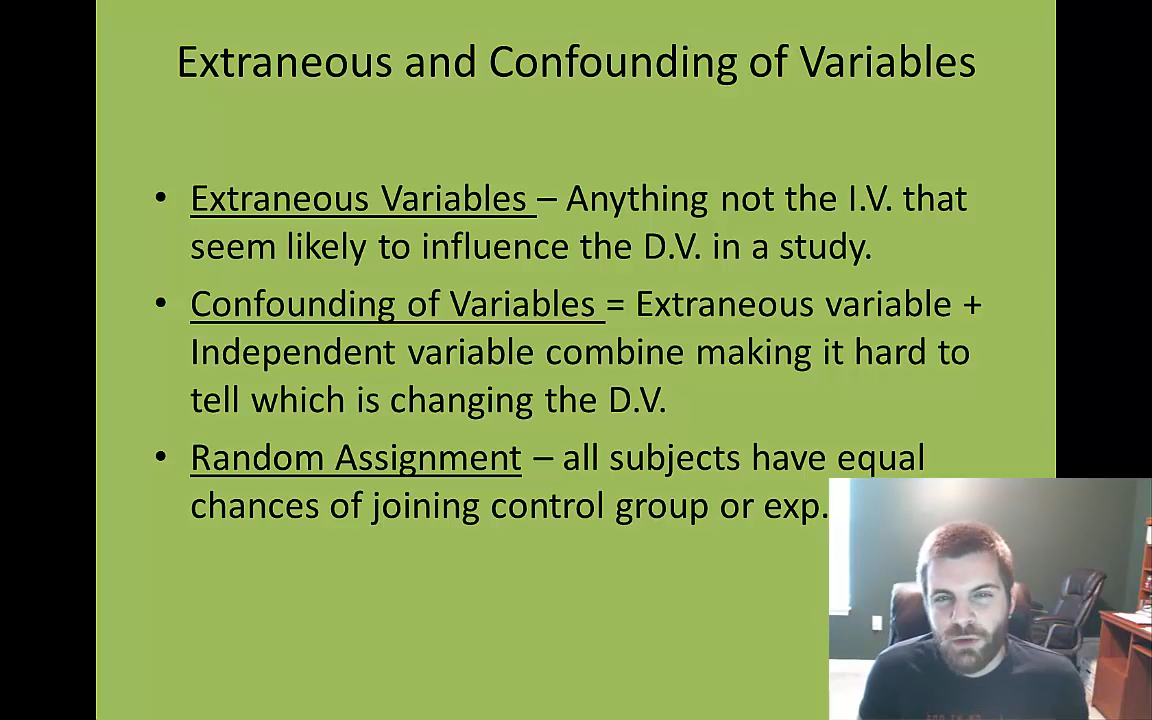 Extraneous and Confounding of Variables
• Extraneous Variables – Anything not the I.V. that
seem likely to influence the D.V. in a study.
• Confounding of Variables = Extraneous variable +
Independent variable combine making it hard to
tell which is changing the D.V.
• Random Assignment – all subjects have equal
chances of joining control group or exp.